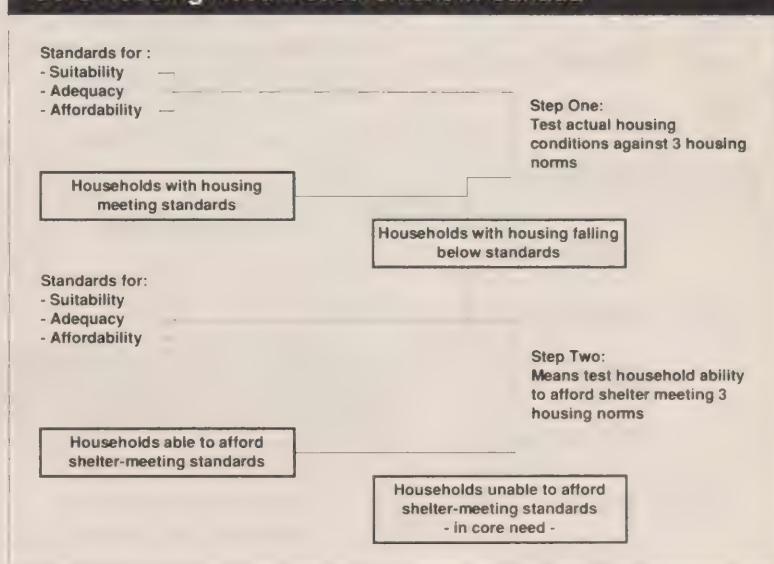 Standards for :
- Suitability
- Adequacy
- Affordability
Step One:
Test actual housing
conditions against 3 housing
norms
Households with housing
meeting standards
Households with housing falling
below standards
Standards for:
- Suitability
- Adequacy
- Affordability
Step Two:
Means test household ability
to afford shelter meeting 3
housing norms
Households able to afford
shelter-meeting standards
Households unable to afford
shelter-meeting standards
- in core need -